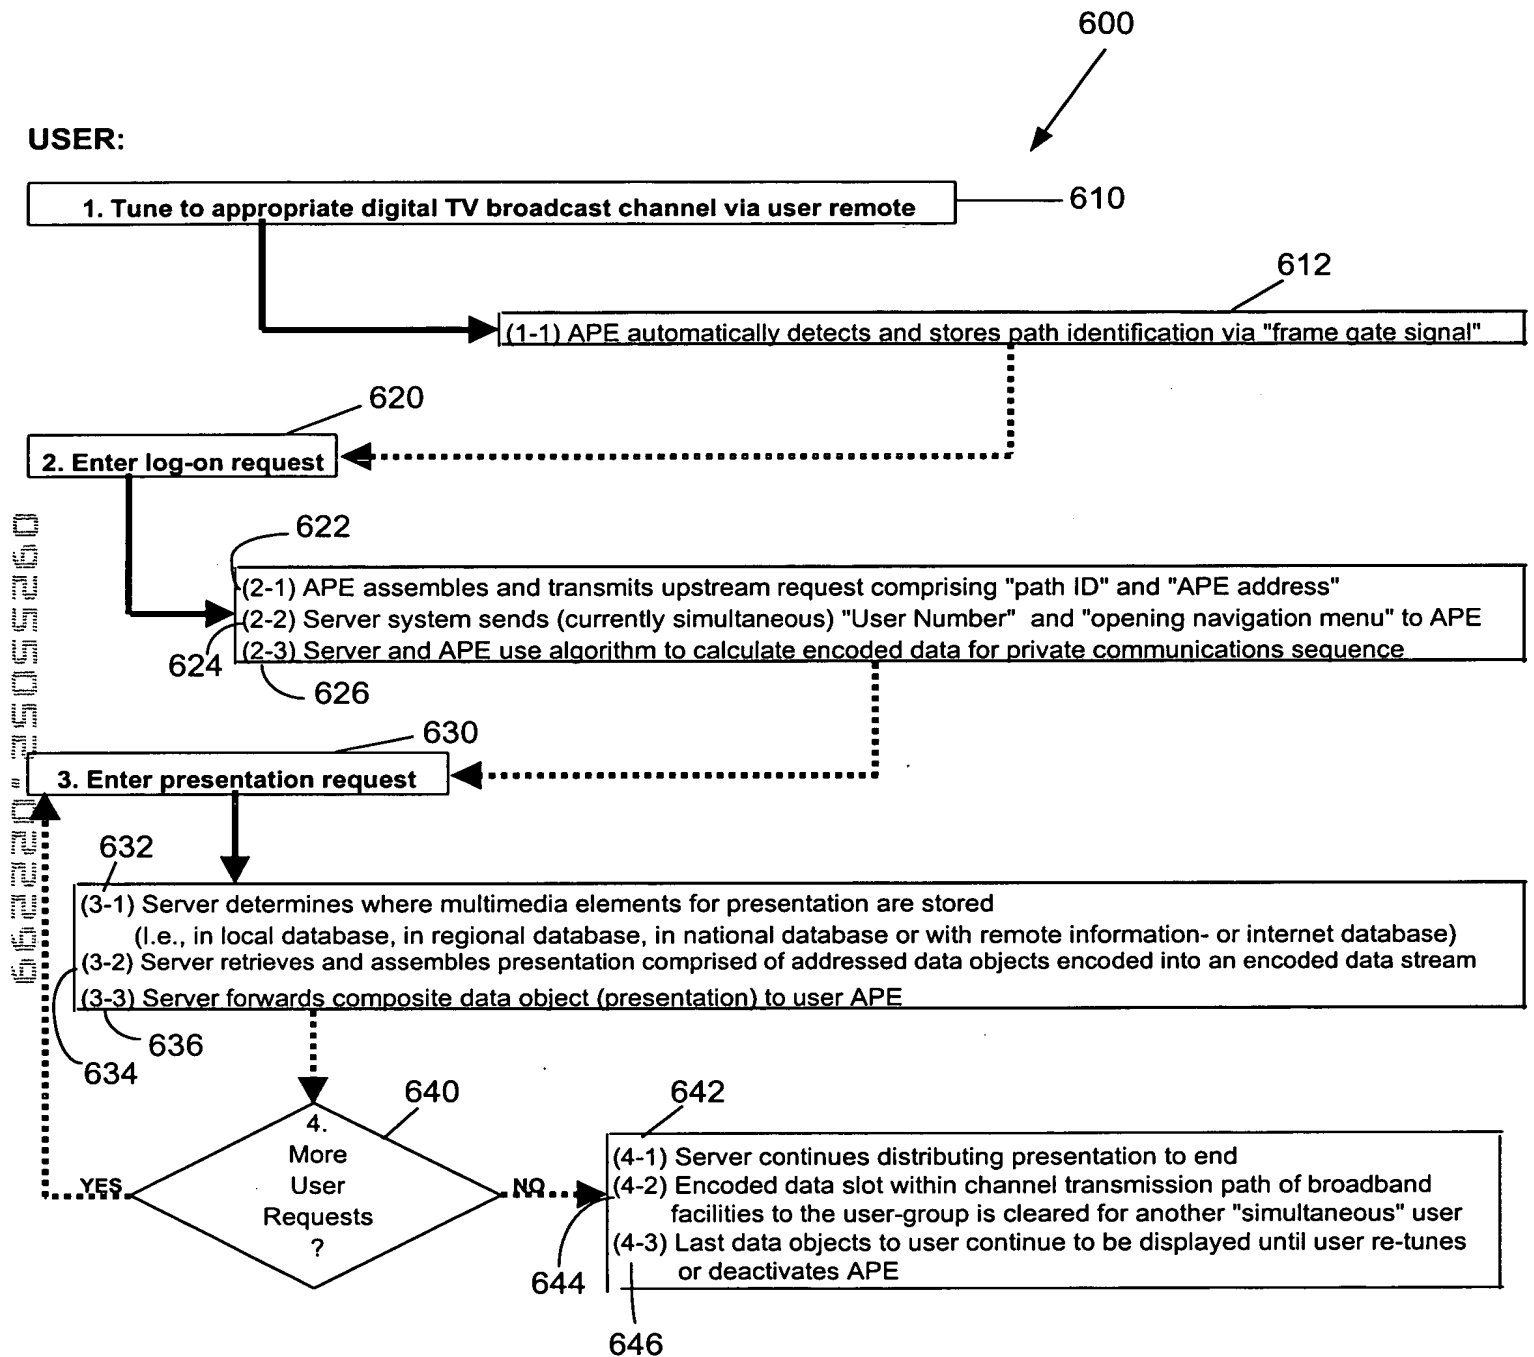 600
USER:
1. Tune to appropriate digital TV broadcast channel via user remote
610
612
(1-1) APE automatically detects and stores path identification via "frame gate signal"
620
2. Enter log-on request
622
(2-1) APE assembles and transmits upstream request comprising "path ID" and "APE address"
(2-2) Server system sends (currently simultaneous) "User Number" and "opening navigation menu" to APE
624
(2-3) Server and APE use algorithm to calculate encoded data for private communications sequence
626
630
3. Enter presentation request
632
(3-1) Server determines where multimedia elements for presentation are stored
(I.e., in local database, in regional database, in national database or with remote information- or internet database)
(3-2) Server retrieves and assembles presentation comprised of addressed data objects encoded into an encoded data stream
(3-3) Server forwards composite data object (presentation) to user APE
636
634
640
4.
More
User
Requests
?
YES
NO
642
(4-1) Server continues distributing presentation to end
(4-2) Encoded data slot within channel transmission path of broadband
facilities to the user-group is cleared for another "simultaneous" user
(4-3) Last data objects to user continue to be displayed until user re-tunes
or deactivates APE
644
646